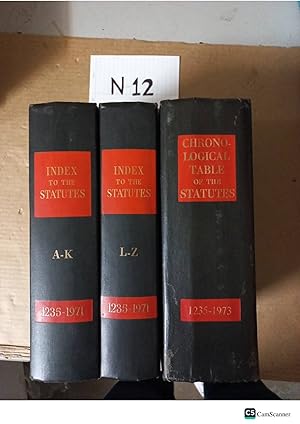 N 12
INDEX
TO THE
STATUTES
A-K
1235-1971
INDEX
TO THE
STATUTES
L-Z
1235-1971
CHRONO-
LOGICAL
TABLE
OF THE
STATUTES
1235-1973
CS CamScanner